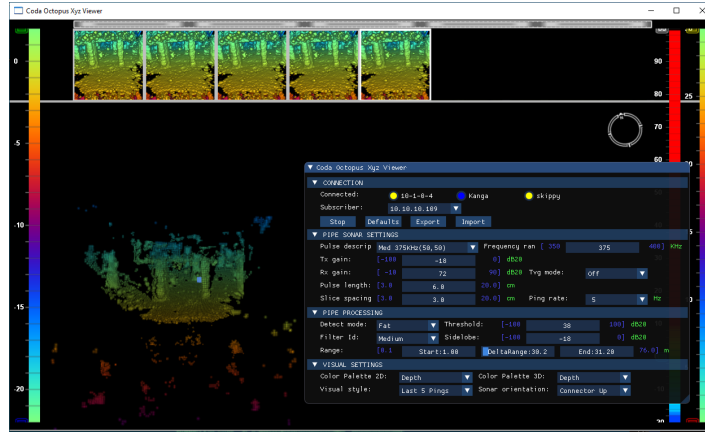 Coda Octopus Xyz Viewer
0
-5
-10
-15
-20
90
80
70
60
25
Coda Octopus Xyz Viewer
CONNECTION
Connected: 10-1-0-4 Kanga skippy
Subscriber: 10.10.10.109
Stop Defaults Export Import
PIPE SONAR SETTINGS
Pulse descrip Med 375KHz(50,50) Frequency ran [ 350 375 400] KHz
Tx gain: [-100 -18 0] dB20
Rx gain: [ -10 72 90] dB20 Tvg mode: Off
Pulse length: [3.0 6.0 20.0] cm
Slice spacing [3.0 3.0 20.0] cm Ping rate: 5 Hz
PIPE PROCESSING
Detect mode: Fat Threshold: [-100 38 100] dB20
Filter Id: Medium Sidelobe: [-100 -18 0] dB20
Range: [0.1 Start:1.00 DeltaRange:30.2 End:31.20 76.8] m
VISUAL SETTINGS
Color Palette 2D: Depth Color Palette 3D: Depth
Visual style: Last 5 Pings Sonar orientation: Connector Up